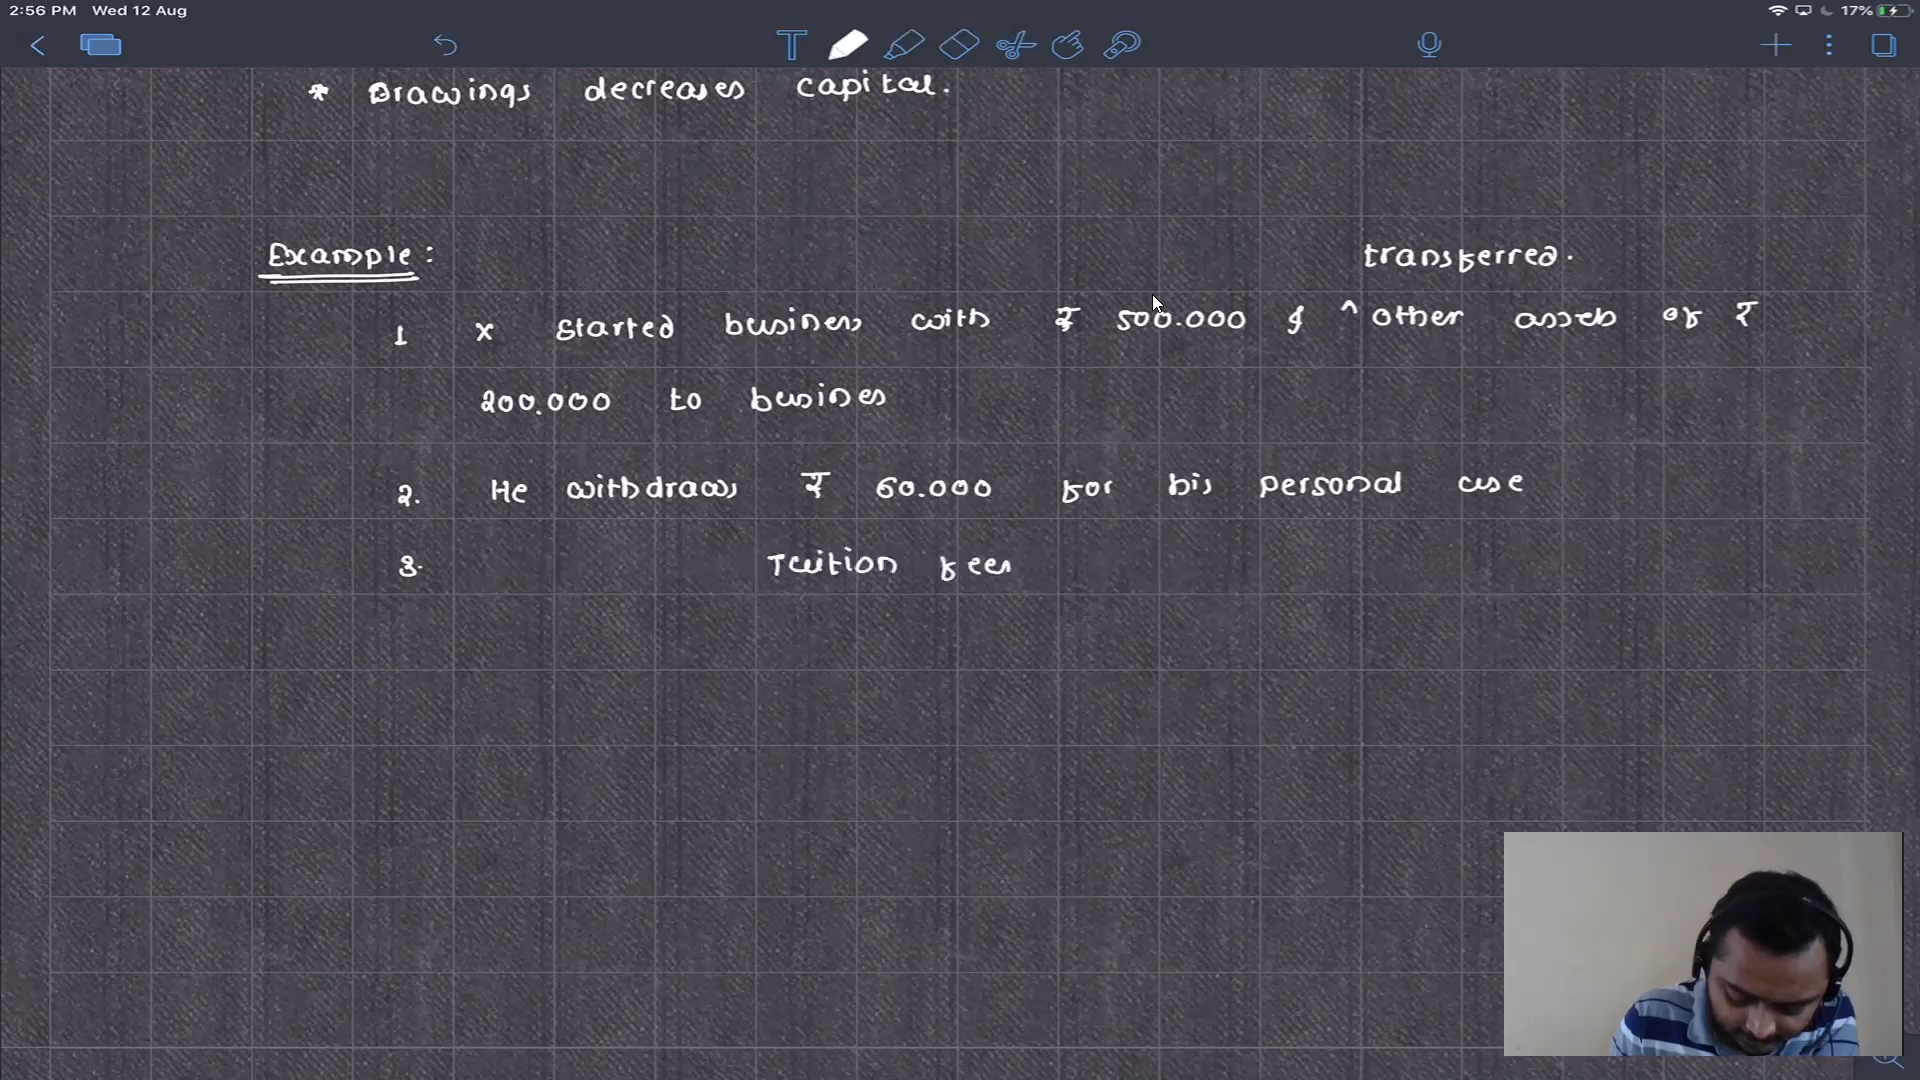 2:56 PM Wed 12 Aug 17%
* Drawings decreases capital.
Example :
transferred.
1 x started business with ₹ 500.000 & ^ other assets of ₹
200.000 to busines
2. He withdraws ₹ 60.000 for his personal use
3. Tuition fees